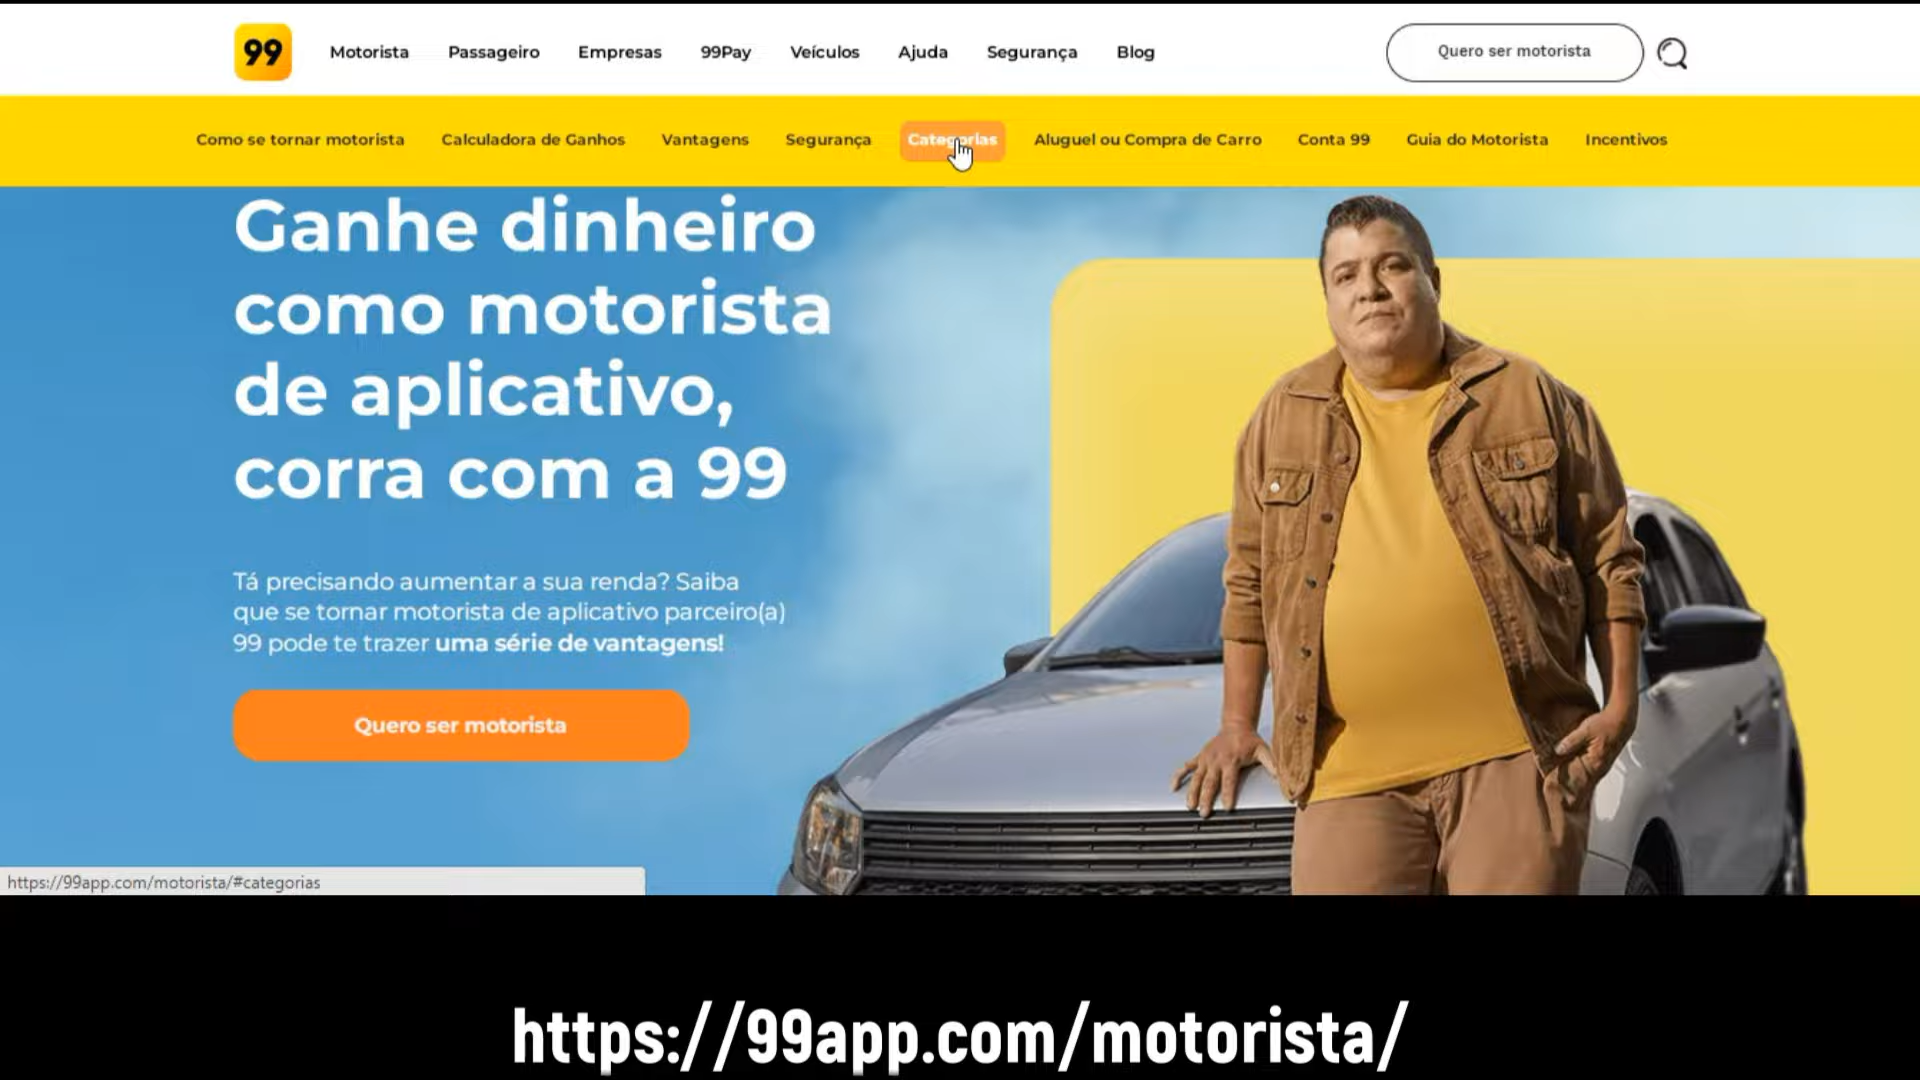 99 Motorista Passageiro Empresas 99Pay Veículos Ajuda Segurança Blog Quero ser motorista
Como se tornar motorista Calculadora de Ganhos Vantagens Segurança Categorias Aluguel ou Compra de Carro Conta 99 Guia do Motorista Incentivos
Ganhe dinheiro
como motorista
de aplicativo,
corra com a 99
Tá precisando aumentar a sua renda? Saiba
que se tornar motorista de aplicativo parceiro(a)
99 pode te trazer uma série de vantagens!
Quero ser motorista
https://99app.com/motorista/#categorias
https://99app.com/motorista/